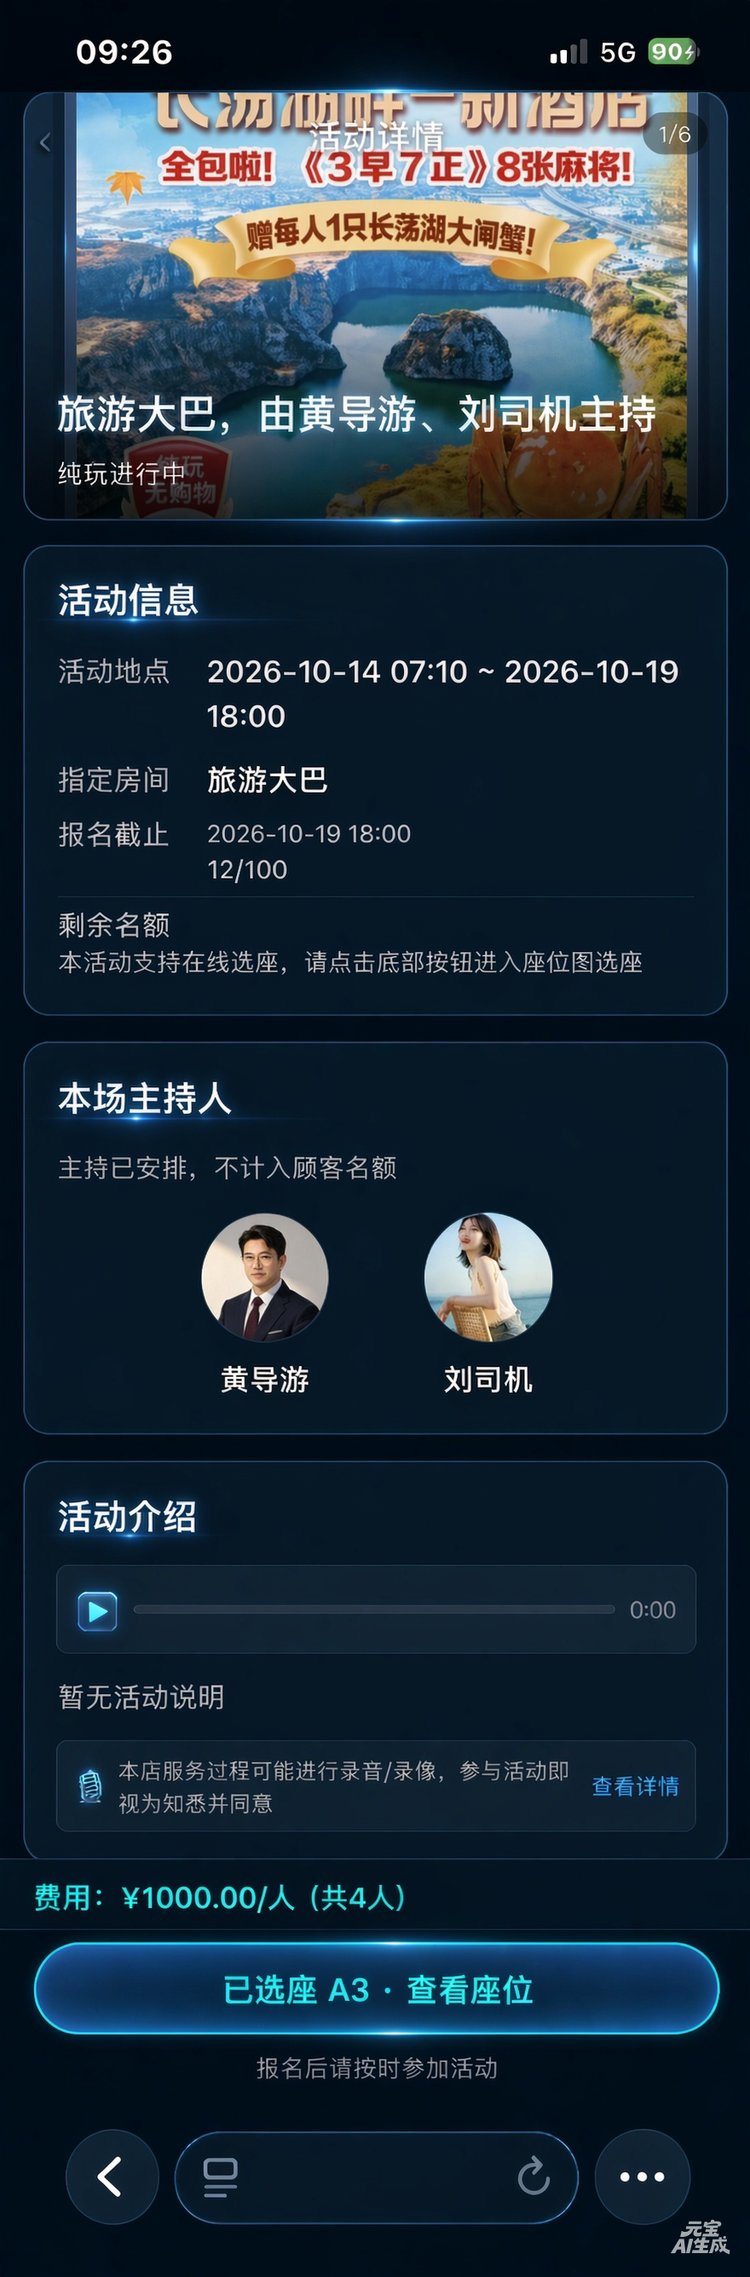 09:26
5G 90
长荡湖畔一新酒店
活动详情
1/6
全包啦！《3早7正》8张麻将！
赠每人1只长荡湖大闸蟹！
旅游大巴，由黄导游、刘司机主持
纯玩进行中
纯玩
无购物
活动信息
活动地点 2026-10-14 07:10 ~ 2026-10-19
18:00
指定房间 旅游大巴
报名截止 2026-10-19 18:00
12/100
剩余名额
本活动支持在线选座，请点击底部按钮进入座位图选座
本场主持人
主持已安排，不计入顾客名额
黄导游 刘司机
活动介绍
0:00
暂无活动说明
本店服务过程可能进行录音/录像，参与活动即
视为知悉并同意
查看详情
费用：¥1000.00/人（共4人）
已选座 A3 · 查看座位
报名后请按时参加活动
元宝
AI生成